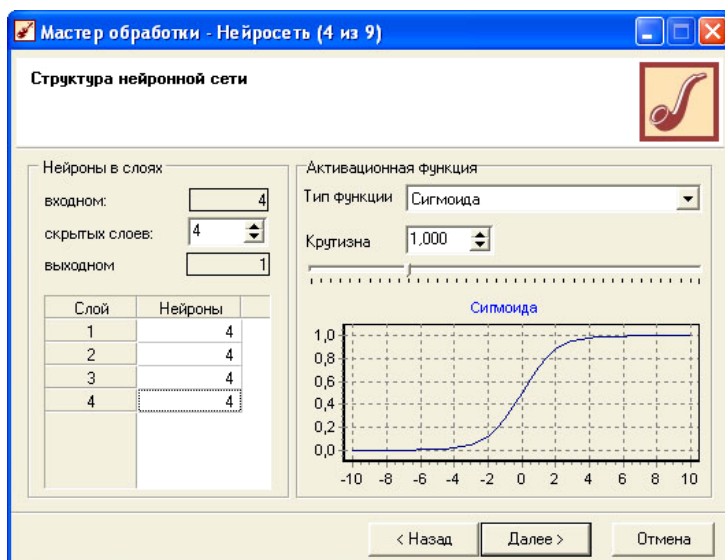 Мастер обработки - Нейросеть (4 из 9)
Структура нейронной сети
Нейроны в слоях
входном: 4
скрытых слоев: 4
выходном 1
Слой Нейроны
1 4
2 4
3 4
4 4
Активационная функция
Тип функции Сигмоида
Крутизна 1,000
Сигмоида
1,0
0,8
0,6
0,4
0,2
0,0
-10 -8 -6 -4 -2 0 2 4 6 8 10
< Назад Далее > Отмена